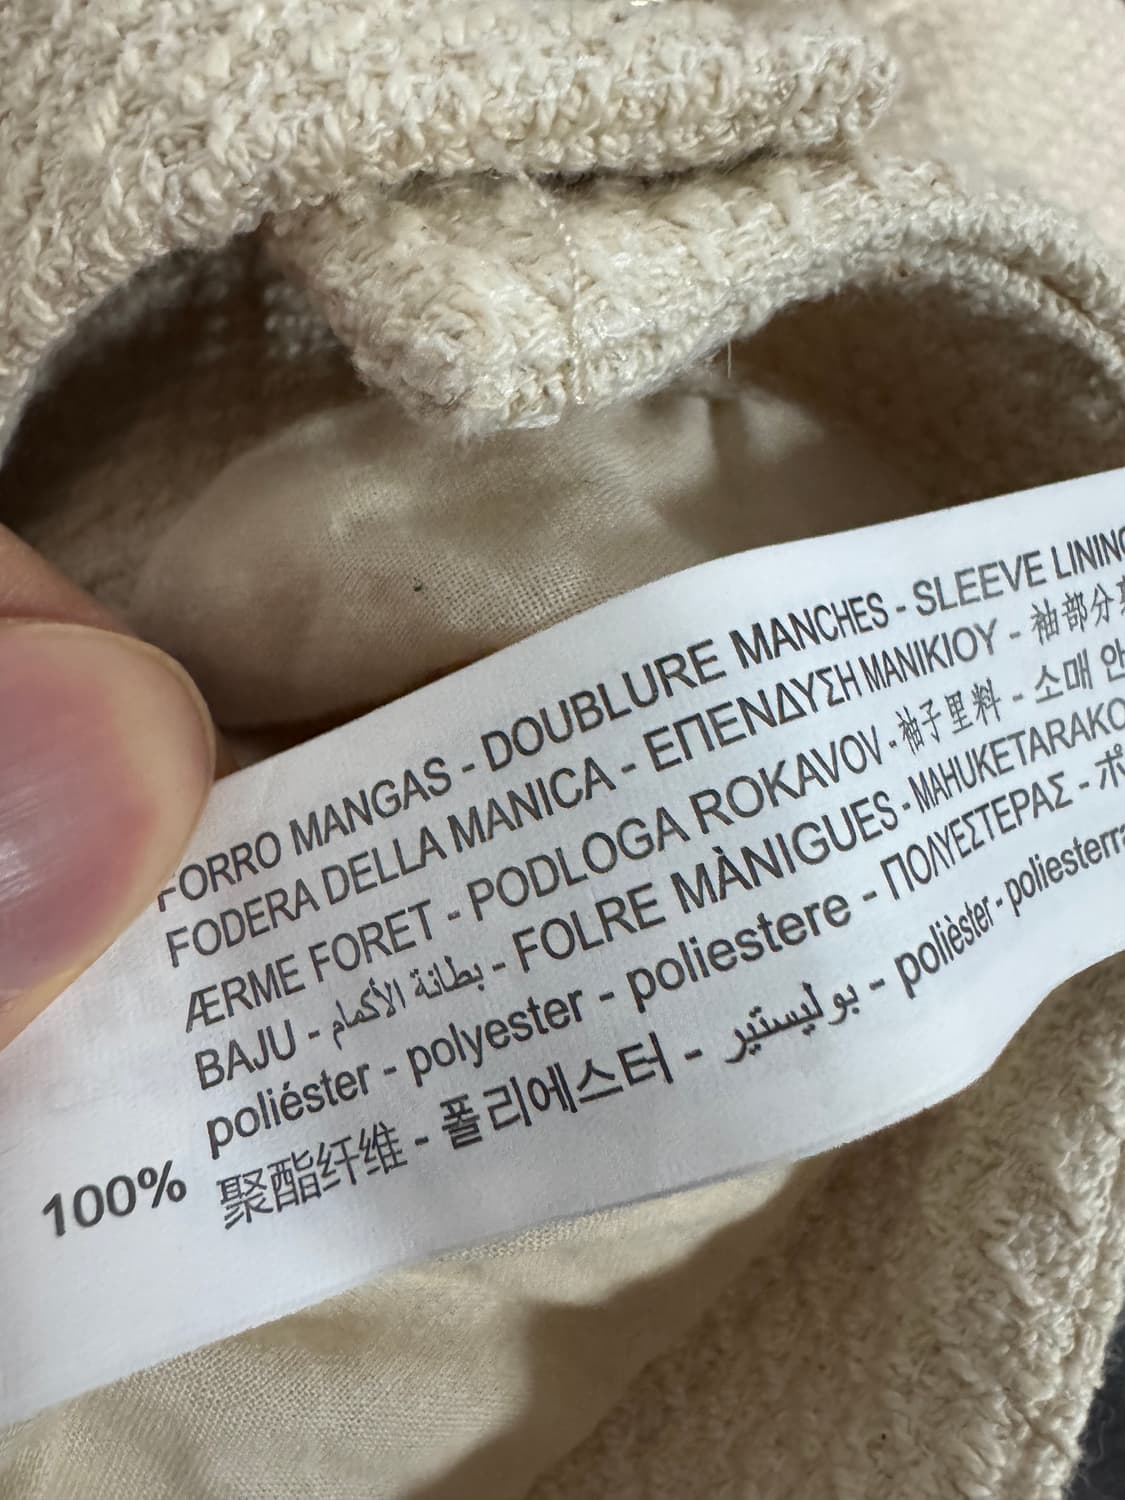 FORRO MANGAS - DOUBLURE MANCHES - SLEEVE LINING
FODERA DELLA MANICA - ΕΠΕΝΔΥΣΗ ΜΑΝΙΚΙΟΥ - 袖部分
ÆRME FORET - PODLOGA ROKAVOV - 袖子里料 - 소매 안
BAJU - بطانة الأكمام - FOLRE MÀNIGUES - MAHUKETARAKO
poliéster - polyester - poliestere - ΠΟΛΥΕΣΤΕΡΑΣ - ポ
100% 聚酯纤维 - 폴리에스터 - بوليستير - polièster - poliesterra